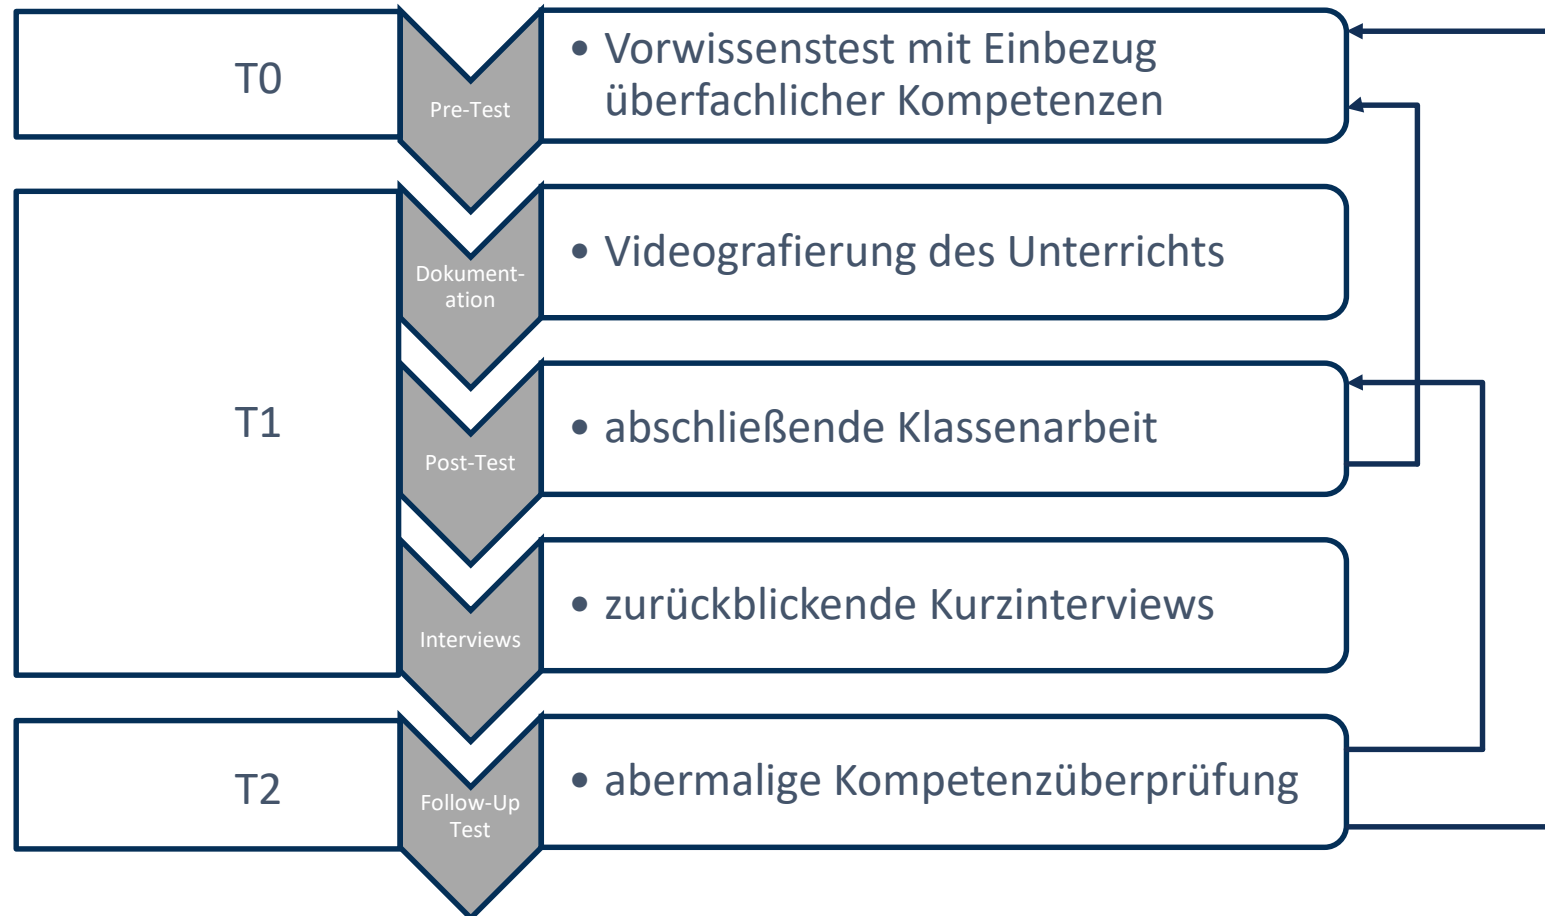 T0
Pre-Test
• Vorwissenstest mit Einbezug
überfachlicher Kompetenzen
T1
Dokument-
ation
• Videografierung des Unterrichts
Post-Test
• abschließende Klassenarbeit
Interviews
• zurückblickende Kurzinterviews
T2
Follow-Up
Test
• abermalige Kompetenzüberprüfung